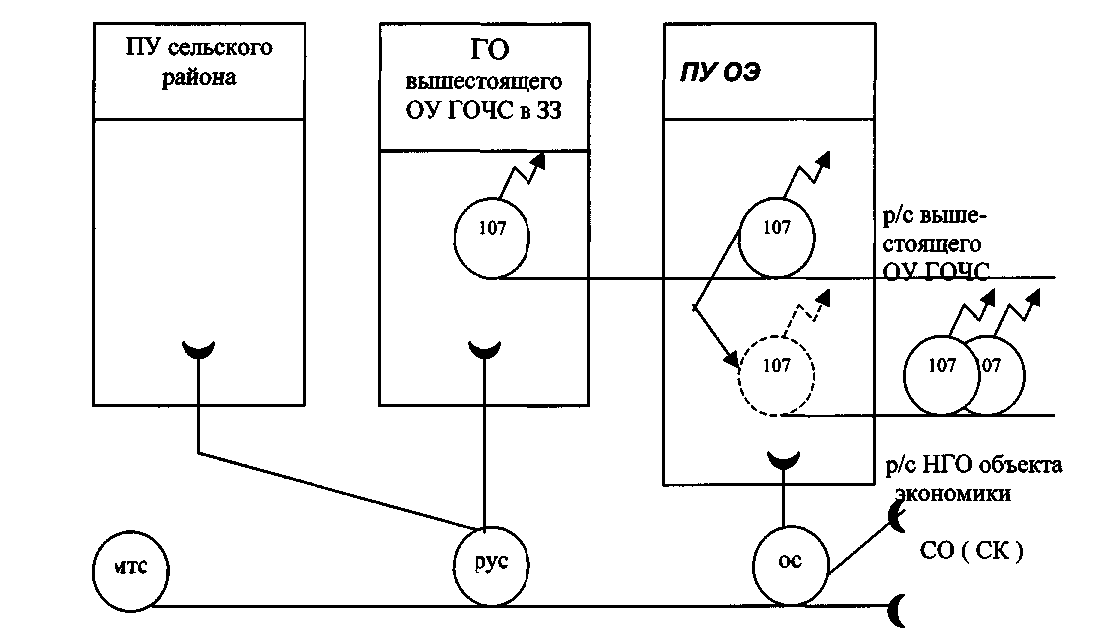 ПУ сельского
района
ГО
вышестоящего
ОУ ГОЧС в ЗЗ
ПУ ОЭ
107
107
р/с выше-
стоящего
ОУ ГОЧС
107
107
07
р/с НГО объекта
экономики
СО ( СК )
мтс
рус
ос